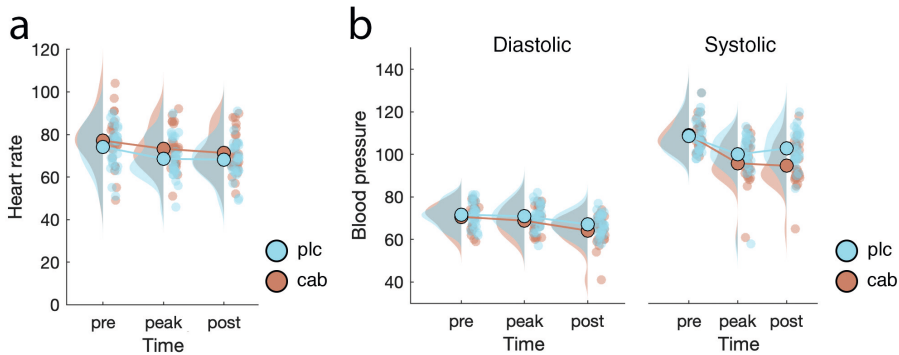 a
b
Diastolic
Systolic
120
100
80
60
40
20
0
Heart rate
pre
peak
post
Time
plc
cab
140
120
100
80
60
40
Blood pressure
pre
peak
post
Time
pre
peak
post
Time
plc
cab